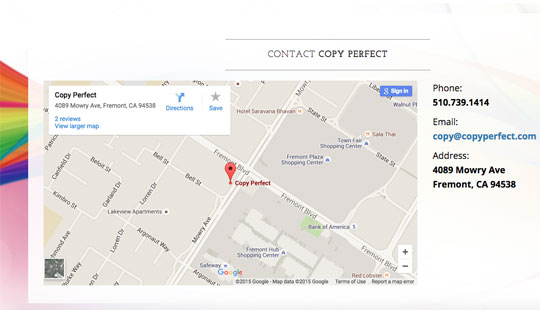 CONTACT COPY PERFECT
Copy Perfect
4089 Mowry Ave, Fremont, CA 94538
2 reviews
View larger map
Directions
Save
Sign in
Hotel Saravana Bhavan
Walnut Pl
State St
Sala Thai
Town Fair
Shopping Center
Fremont Plaza
Shopping Center
State St
Fremont Blvd
Beloit St
Bell St
Canfield Dr
Kimbro St
Copy Perfect
Lakeview Apartments
Lorren Dr
Argonaut Way
Mowry Ave
Fremont Blvd
Bank of America
Lorren Dr
Argonaut Way
Fremont Hub
Shopping Center
Safeway
Red Lobster
+
−
Google
©2015 Google - Map data ©2015 Google
Terms of Use
Report a map error
Phone:
510.739.1414
Email:
copy@copyperfect.com
Address:
4089 Mowry Ave
Fremont, CA 94538